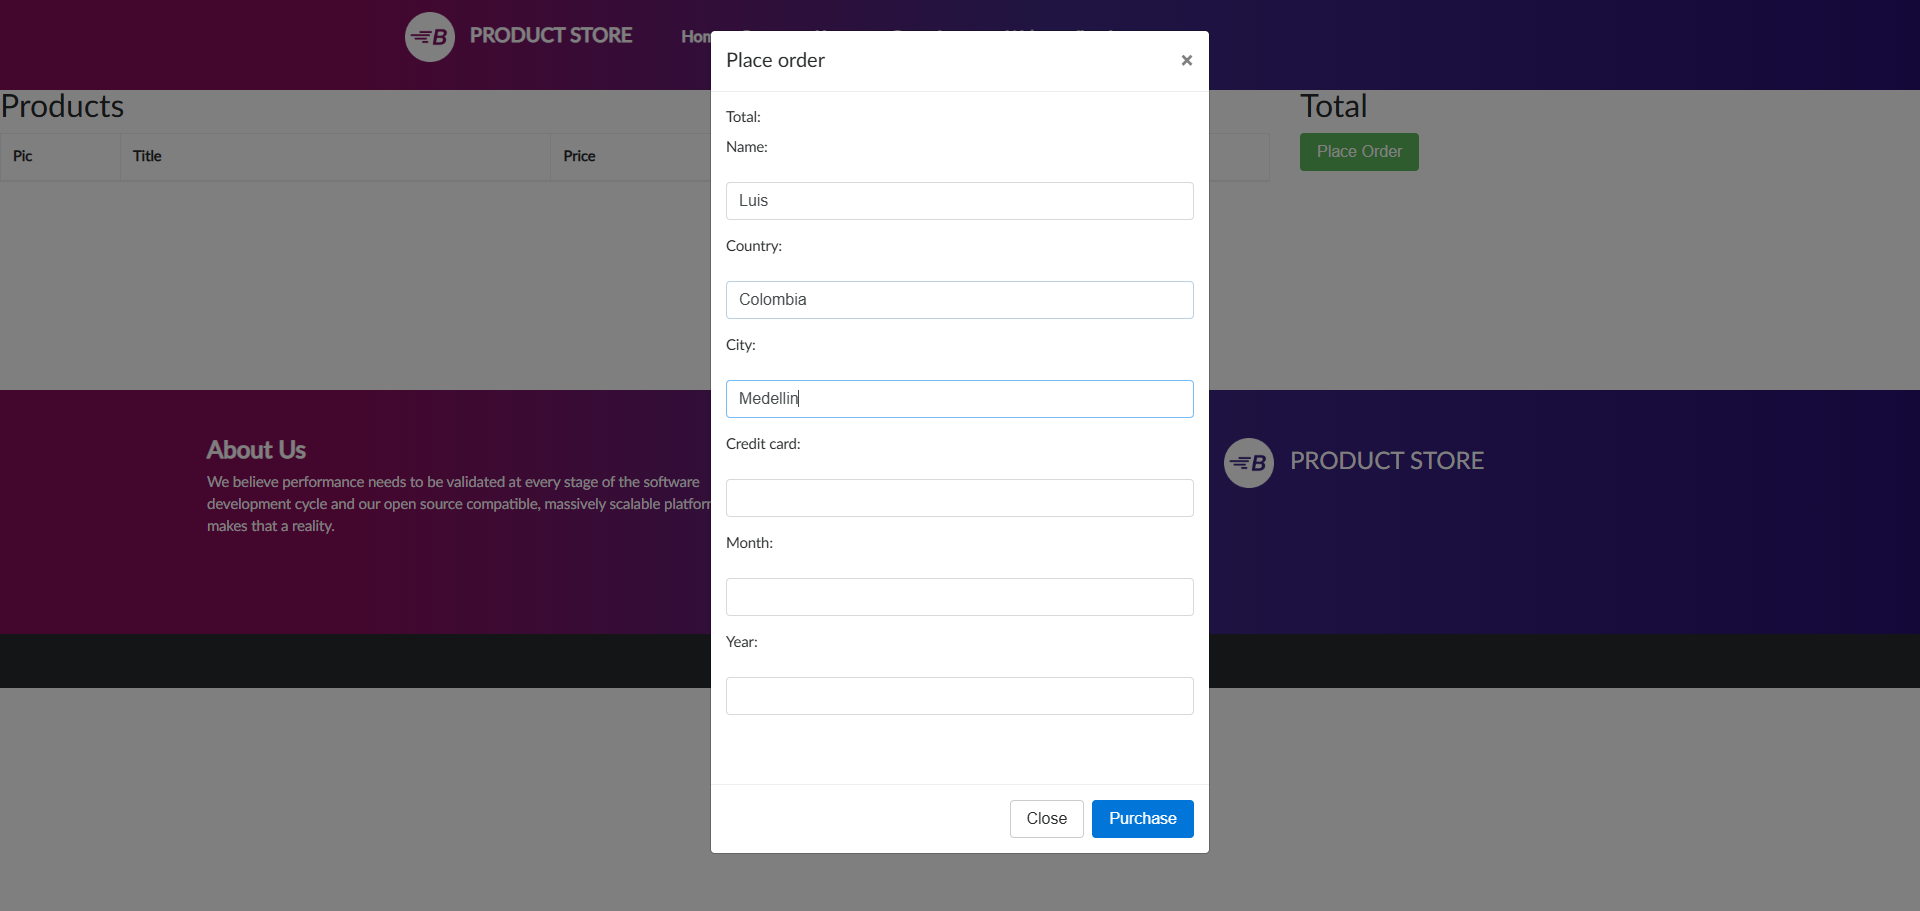 B PRODUCT STORE
Place order
×
Products
Total
Pic
Title
Price
Place Order
Total:
Name:
Luis
Country:
Colombia
City:
Medellin
Credit card:
Month:
Year:
Close
Purchase
About Us
We believe performance needs to be validated at every stage of the software
development cycle and our open source compatible, massively scalable
makes that a reality.
B PRODUCT STORE